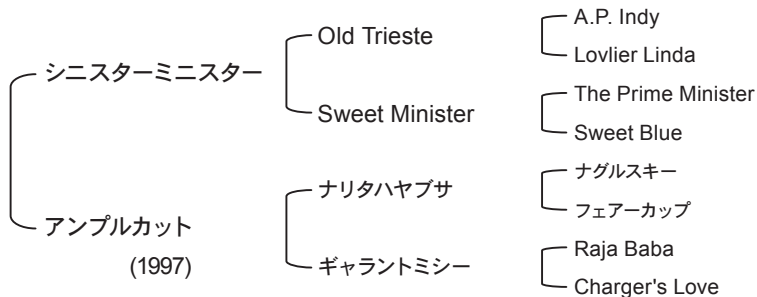 シニスターミニスター
アンプルカット
(1997)
Old Trieste
Sweet Minister
ナリタハヤブサ
ギャラントミシー
A.P. Indy
Lovlier Linda
The Prime Minister
Sweet Blue
ナグルスキー
フェアーカップ
Raja Baba
Charger's Love